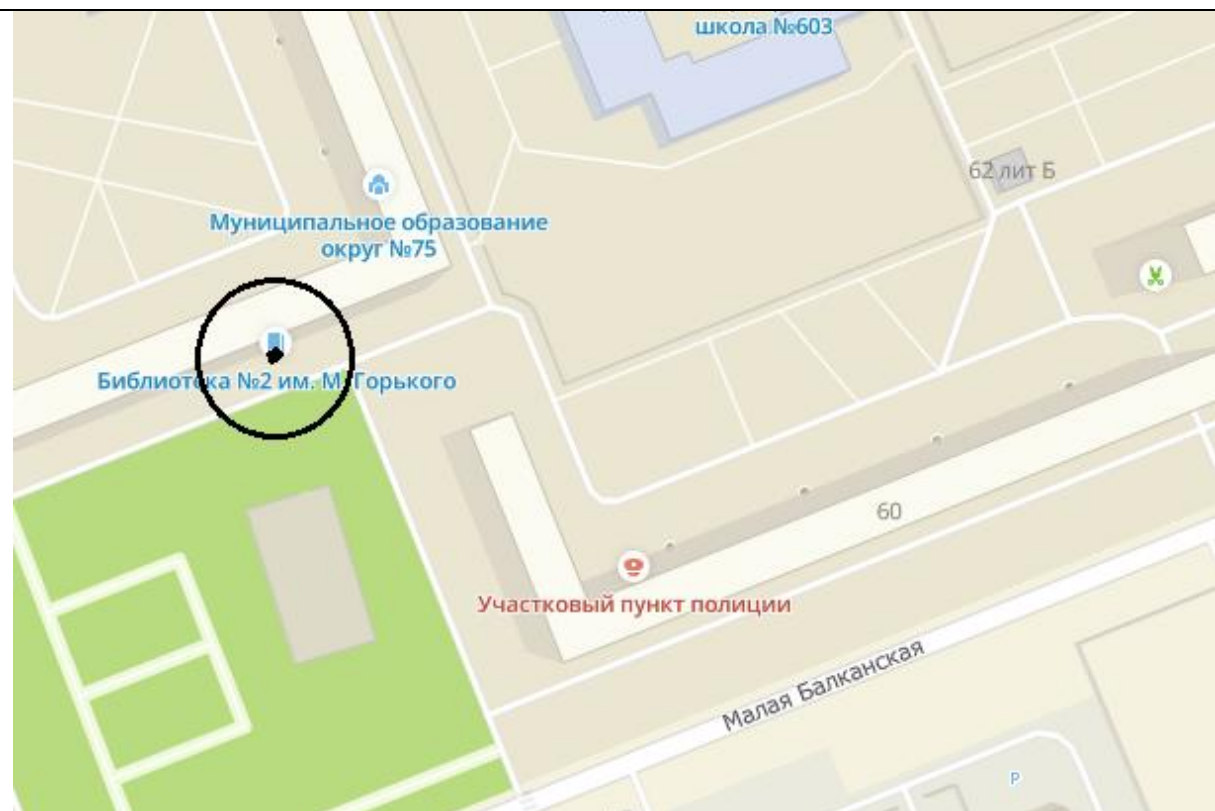 школа №603
62 лит Б
Муниципальное образование
округ №75
Библиотека №2 им. М. Горького
60
Участковый пункт полиции
Малая Балканская
P